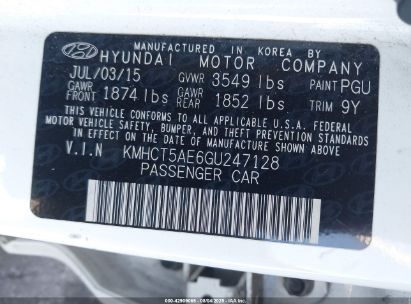 MANUFACTURED IN KOREA BY
HYUNDAI MOTOR COMPANY
JUL/03/15 GVWR 3549 lbs PAINT PGU
GAWR FRONT 1874 lbs GAWR REAR 1852 lbs TRIM 9Y
THIS VEHICLE CONFORMS TO ALL APPLICABLE U.S.A. FEDERAL
MOTOR VEHICLE SAFETY, BUMPER, AND THEFT PREVENTION
STANDARDS IN EFFECT ON THE DATE OF MANUFACTURE
SHOWN ABOVE.
V.I.N KMHCT5AE6GU247128
PASSENGER CAR